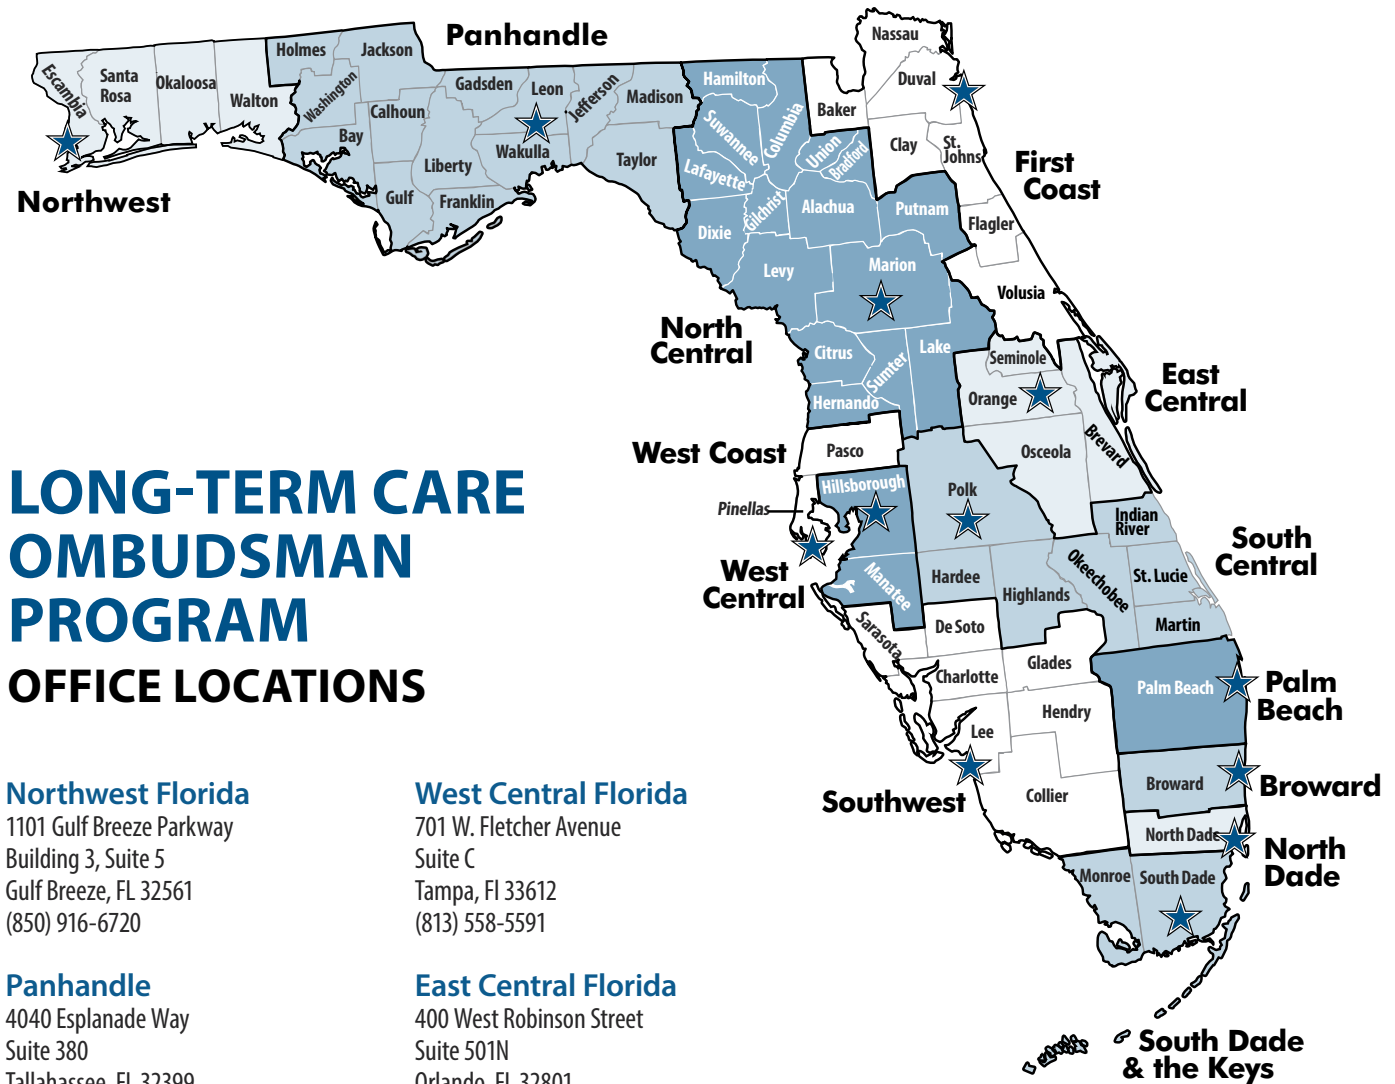 Panhandle
Nassau
Holmes
Jackson
Escambia
Santa
Rosa
Okaloosa
Walton
Washington
Calhoun
Bay
Gadsden
Leon
Jefferson
Madison
Liberty
Wakulla
Taylor
Gulf
Franklin
Northwest
Hamilton
Suwannee
Columbia
Baker
Duval
Union
Bradford
Clay
St.
Johns
First
Coast
Lafayette
Gilchrist
Alachua
Putnam
Flagler
Dixie
Levy
Marion
Volusia
North
Central
Citrus
Sumter
Lake
Seminole
Hernando
Orange
East
Central
West Coast
Pasco
Osceola
Brevard
Hillsborough
Polk
Pinellas
Indian
River
South
Central
West
Central
Manatee
Hardee
Highlands
Okeechobee
St. Lucie
Martin
Sarasota
De Soto
Charlotte
Glades
Palm Beach
Palm
Beach
Hendry
Lee
Southwest
Collier
Broward
Broward
North Dade
North
Dade
Monroe
South Dade
South Dade
& the Keys
LONG-TERM CARE
OMBUDSMAN
PROGRAM
OFFICE LOCATIONS
Northwest Florida
1101 Gulf Breeze Parkway
Building 3, Suite 5
Gulf Breeze, FL 32561
(850) 916-6720
Panhandle
4040 Esplanade Way
Suite 380
Tallahassee, FL 32399
West Central Florida
701 W. Fletcher Avenue
Suite C
Tampa, Fl 33612
(813) 558-5591
East Central Florida
400 West Robinson Street
Suite 501N
Orlando, FL 32801